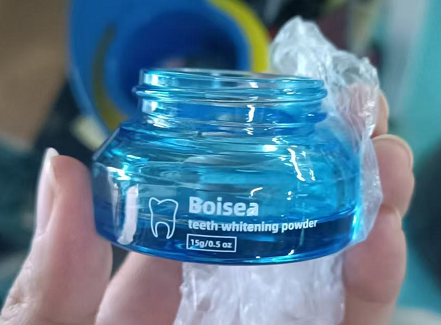 Boisea
teeth whitening powder
15g/0.5 oz